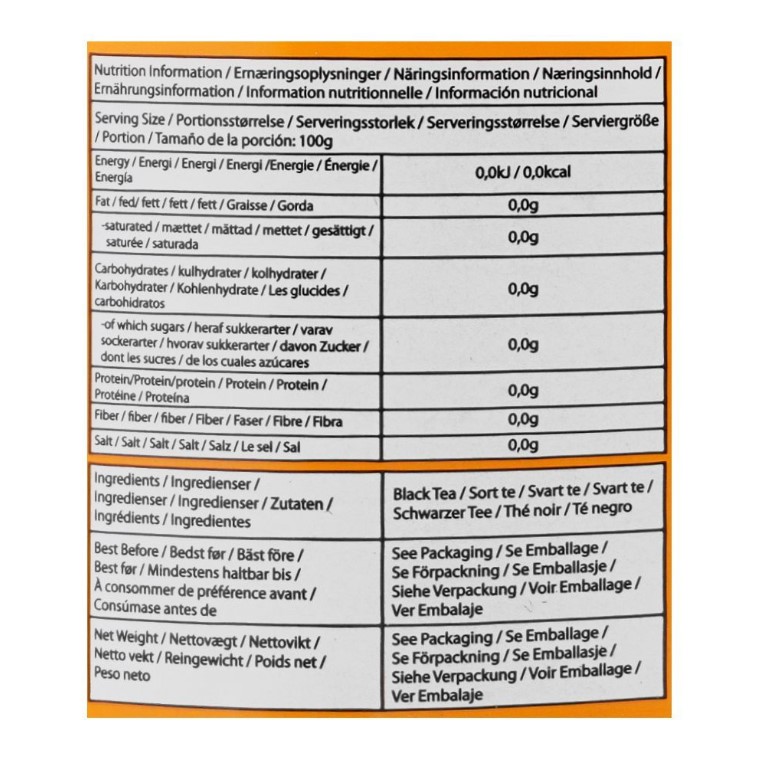 Nutrition Information / Ernæringsoplysninger / Näringsinformation / Næringsinnhold /
Ernährungsinformation / Information nutritionnelle / Información nutricional
Serving Size / Portionsstørrelse / Serveringsstorlek / Serveringsstørrelse / Serviergröße
/ Portion / Tamaño de la porción: 100g
Energy / Energi / Energi / Energi /Energie / Énergie /
Energía
0,0kJ / 0,0kcal
Fat / fed/ fett / fett / fett / Graisse / Gorda
0,0g
-saturated / mættet / mättad / mettet / gesättigt /
saturée / saturada
0,0g
Carbohydrates / kulhydrater / kolhydrater /
Karbohydrater / Kohlenhydrate / Les glucides /
carbohidratos
0,0g
-of which sugars / heraf sukkerarter / varav
sockerarter / hvorav sukkerarter / davon Zucker /
dont les sucres / de los cuales azúcares
0,0g
Protein/Protein/protein / Protein / Protein /
Protéine / Proteína
0,0g
Fiber / fiber / fiber / Fiber / Faser / Fibre / Fibra
0,0g
Salt / Salt / Salt / Salt / Salz / Le sel / Sal
0,0g
Ingredients / Ingredienser /
Ingredienser / Ingredienser / Zutaten /
Ingrédients / Ingredientes
Black Tea / Sort te / Svart te / Svart te /
Schwarzer Tee / Thé noir / Té negro
Best Before / Bedst før / Bäst före /
Best før / Mindestens haltbar bis /
À consommer de préférence avant /
Consúmase antes de
See Packaging / Se Emballage /
Se Förpackning / Se Emballasje /
Siehe Verpackung / Voir Emballage /
Ver Embalaje
Net Weight / Nettovægt / Nettovikt /
Netto vekt / Reingewicht / Poids net /
Peso neto
See Packaging / Se Emballage /
Se Förpackning / Se Emballasje /
Siehe Verpackung / Voir Emballage /
Ver Embalaje